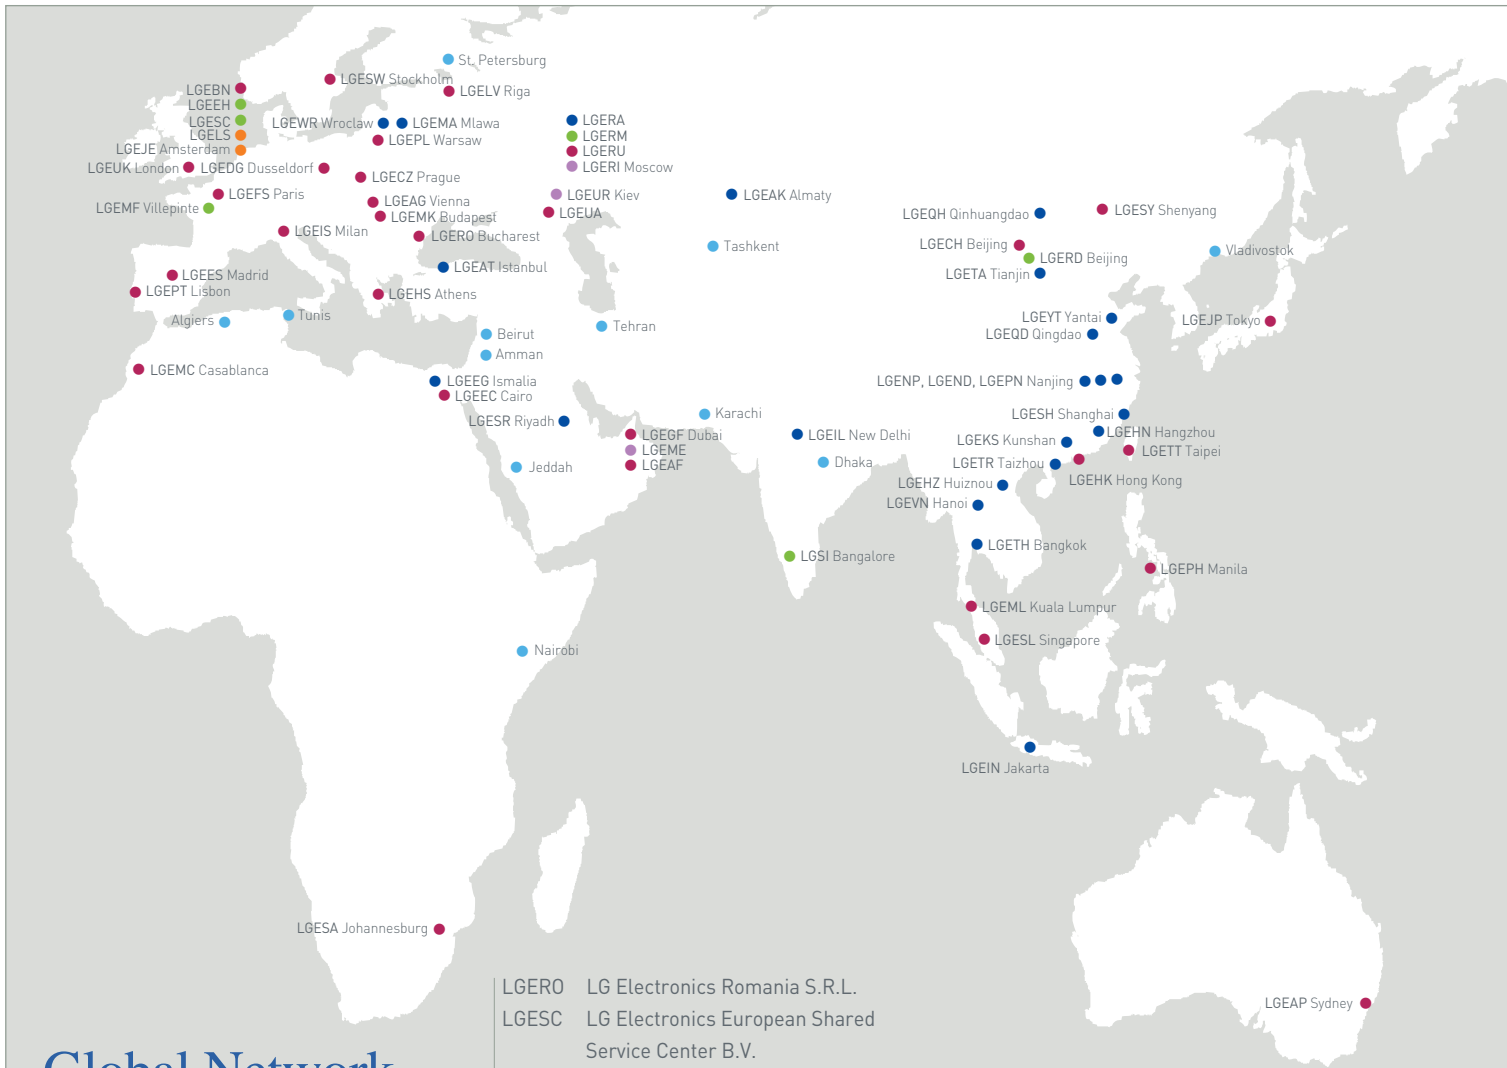 St. Petersburg
LGESW Stockholm
LGEBN
LGELV Riga
LGEEH
LGESC
LGEWR Wroclaw
LGEMA Mlawa
LGERA
LGELS
LGERM
LGEPL Warsaw
LGEJE Amsterdam
LGERU
LGEUK London
LGEDG Dusseldorf
LGERI Moscow
LGECZ Prague
LGEFS Paris
LGEUR Kiev
LGEAK Almaty
LGEAG Vienna
LGEMF Villepinte
LGEMK Budapest
LGEUA
LGEQH Qinhuangdao
LGESY Shenyang
LGEIS Milan
LGERO Bucharest
LGECH Beijing
Tashkent
Vladivostok
LGERD Beijing
LGEAT Istanbul
LGEES Madrid
LGETA Tianjin
LGEPT Lisbon
LGEHS Athens
Tunis
LGEYT Yantai
Algiers
LGEJP Tokyo
Tehran
Beirut
LGEQD Qingdao
Amman
LGEMC Casablanca
LGEEG Ismalia
LGENP, LGEND, LGEPN Nanjing
LGEEC Cairo
Karachi
LGESH Shanghai
LGESR Riyadh
LGEGF Dubai
LGEIL New Delhi
LGEHN Hangzhou
LGEKS Kunshan
LGEME
LGETT Taipei
LGEAF
Dhaka
LGETR Taizhou
Jeddah
LGEHK Hong Kong
LGEHZ Huiznou
LGEVN Hanoi
LGETH Bangkok
LGSI Bangalore
LGEPH Manila
LGEML Kuala Lumpur
LGESL Singapore
Nairobi
LGEIN Jakarta
LGESA Johannesburg
LGEAP Sydney
LGERO LG Electronics Romania S.R.L.
LGESC LG Electronics European Shared
Service Center B.V.
Global Network